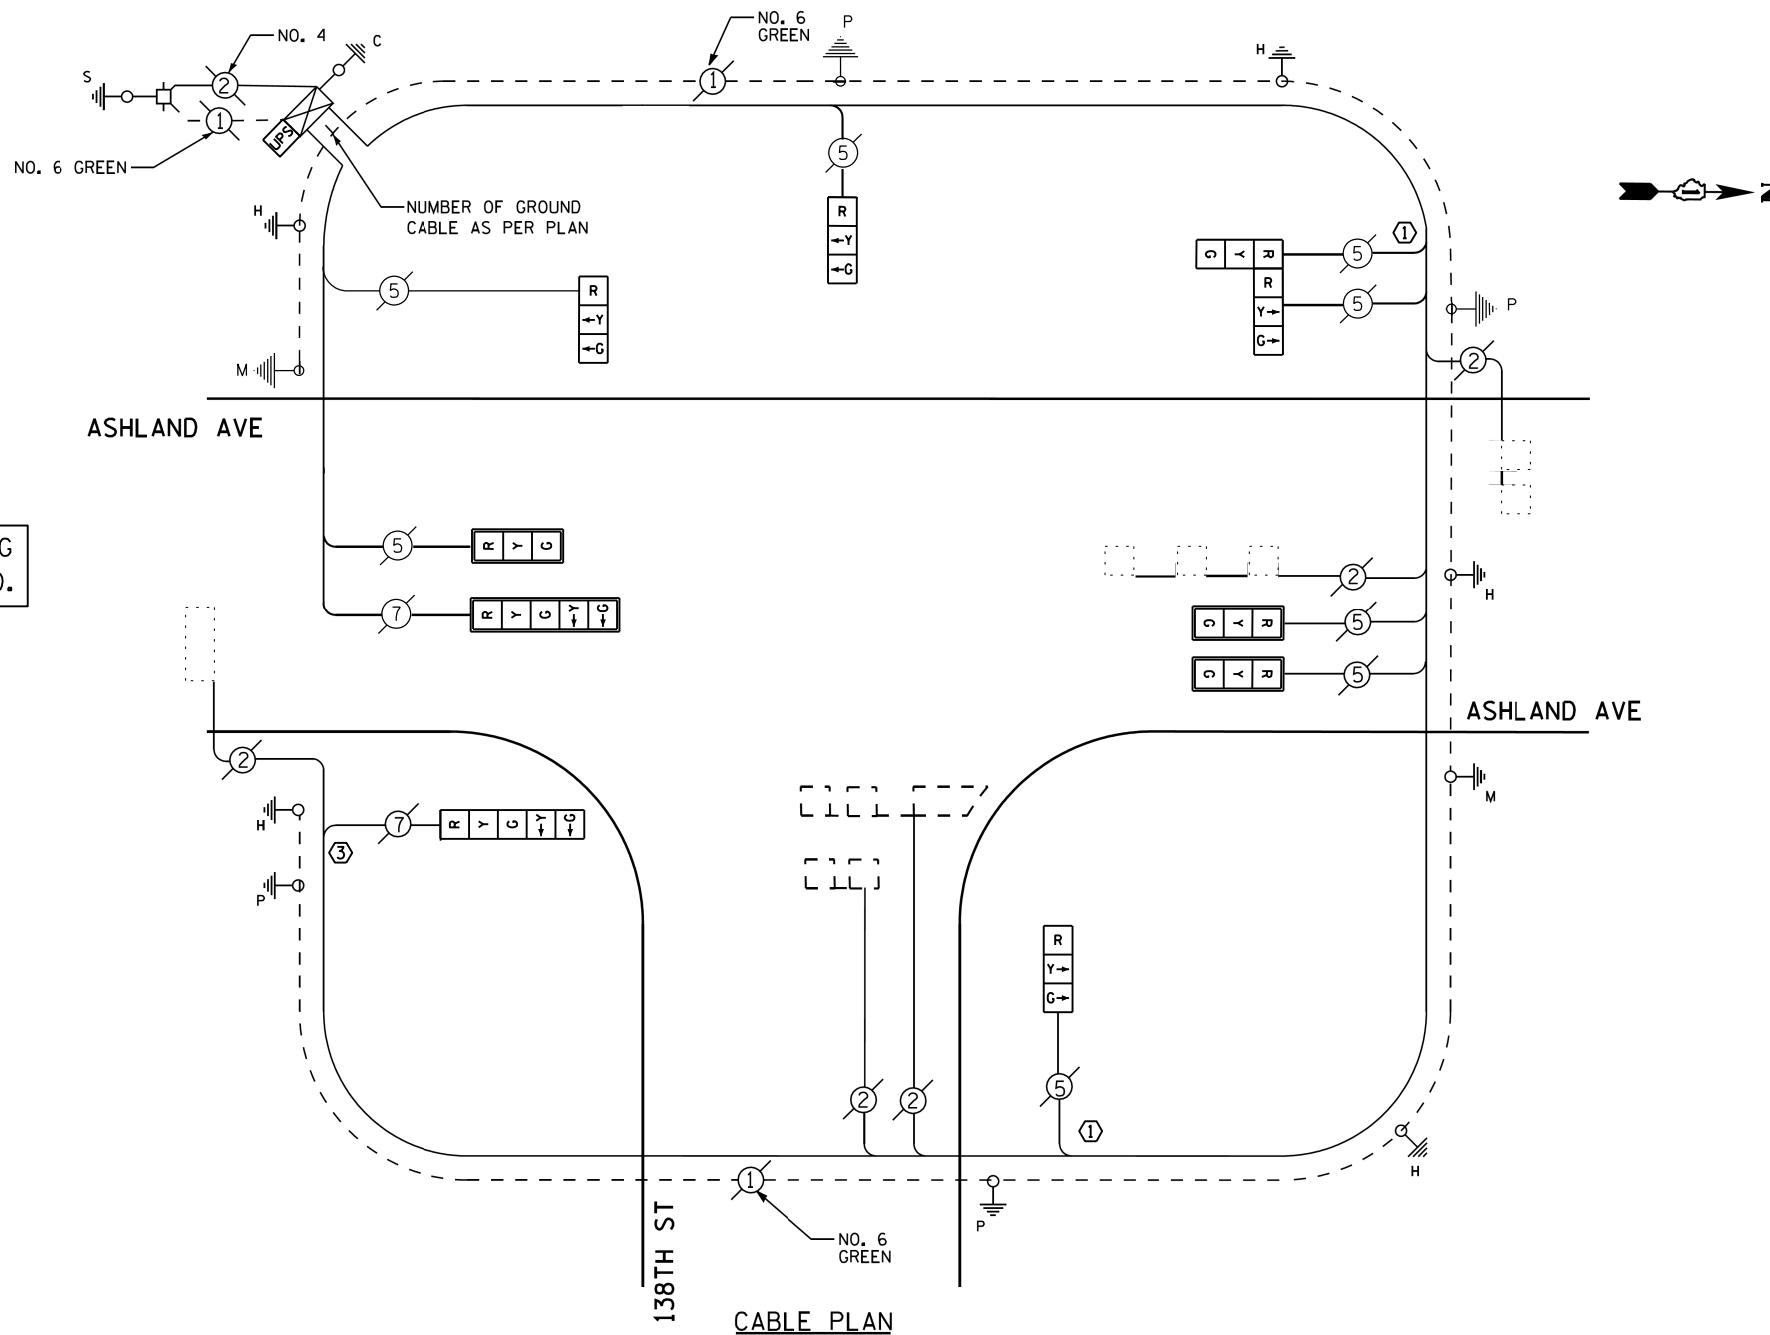 NO. 4
C
NO. 6
GREEN
P
H
S
2
1
1
UPS
NO. 6 GREEN
NUMBER OF GROUND
CABLE AS PER PLAN
5
R
←Y
←G
N
H
5
R
←Y
←G
G Y R
5
1
R
Y→
G→
5
P
M
2
ASHLAND AVE
G
5
R Y G
2
H
7
R Y G ←Y ←G
G Y R
5
G Y R
5
ASHLAND AVE
2
M
H
7
R Y G ←Y ←G
3
P
R
Y→
G→
2
2
5
1
H
1
P
NO. 6
GREEN
138TH ST
CABLE PLAN